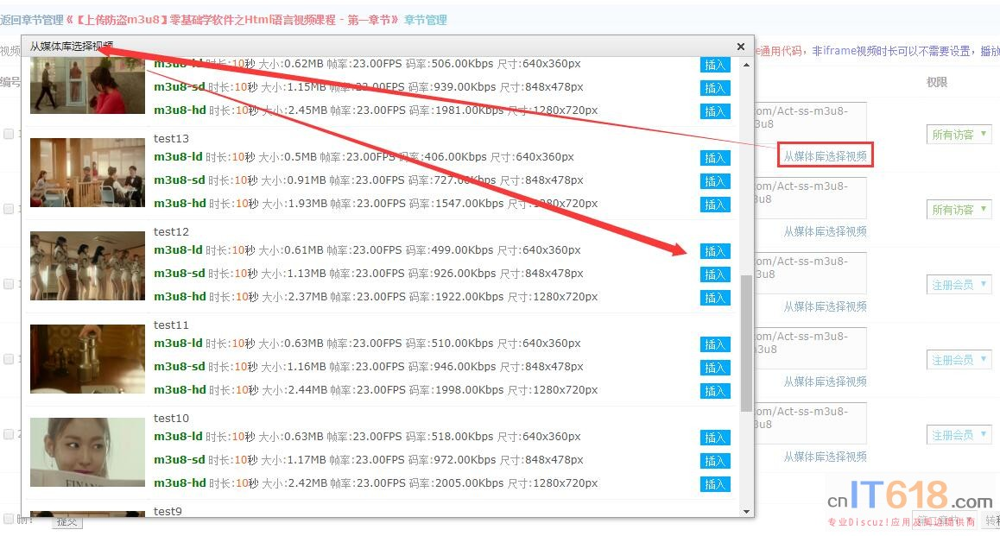 返回章节管理《【上传防盗m3u8】零基础学软件之Html语言视频课程 - 第一章节》 章节管理
从媒体库选择视频
视频
e通用代码，非iframe视频时长可以不需要设置，播放
编号
权限
m3u8-ld 时长:10秒 大小:0.62MB 帧率:23.00FPS 码率:506.00Kbps 尺寸:640x360px 插入
m3u8-sd 时长:10秒 大小:1.15MB 帧率:23.00FPS 码率:939.00Kbps 尺寸:848x478px 插入
m3u8-hd 时长:10秒 大小:2.45MB 帧率:23.00FPS 码率:1981.00Kbps 尺寸:1280x720px 插入
com/Act-ss-m3u8-
3u8
所有访客
从媒体库选择视频
test13
m3u8-ld 时长:10秒 大小:0.5MB 帧率:23.00FPS 码率:406.00Kbps 尺寸:640x360px 插入
m3u8-sd 时长:10秒 大小:0.91MB 帧率:23.00FPS 码率:727.00Kbps 尺寸:848x478px 插入
m3u8-hd 时长:10秒 大小:1.93MB 帧率:23.00FPS 码率:1547.00Kbps 尺寸:1280x720px 插入
com/Act-ss-m3u8-
3u8
所有访客
从媒体库选择视频
test12
m3u8-ld 时长:10秒 大小:0.61MB 帧率:23.00FPS 码率:499.00Kbps 尺寸:640x360px 插入
m3u8-sd 时长:10秒 大小:1.13MB 帧率:23.00FPS 码率:926.00Kbps 尺寸:848x478px 插入
m3u8-hd 时长:10秒 大小:2.37MB 帧率:23.00FPS 码率:1922.00Kbps 尺寸:1280x720px 插入
com/Act-ss-m3u8-
3u8
注册会员
从媒体库选择视频
test11
m3u8-ld 时长:10秒 大小:0.63MB 帧率:23.00FPS 码率:510.00Kbps 尺寸:640x360px 插入
m3u8-sd 时长:10秒 大小:1.16MB 帧率:23.00FPS 码率:946.00Kbps 尺寸:848x478px 插入
m3u8-hd 时长:10秒 大小:2.44MB 帧率:23.00FPS 码率:1998.00Kbps 尺寸:1280x720px 插入
com/Act-ss-m3u8-
3u8
注册会员
从媒体库选择视频
test10
m3u8-ld 时长:10秒 大小:0.63MB 帧率:23.00FPS 码率:518.00Kbps 尺寸:640x360px 插入
m3u8-sd 时长:10秒 大小:1.17MB 帧率:23.00FPS 码率:972.00Kbps 尺寸:848x478px 插入
m3u8-hd 时长:10秒 大小:2.42MB 帧率:23.00FPS 码率:2005.00Kbps 尺寸:1280x720px 插入
com/Act-ss-m3u8-
3u8
注册会员
从媒体库选择视频
test9
提交
cnIT618.com
专业Discuz!应用及周边提供商